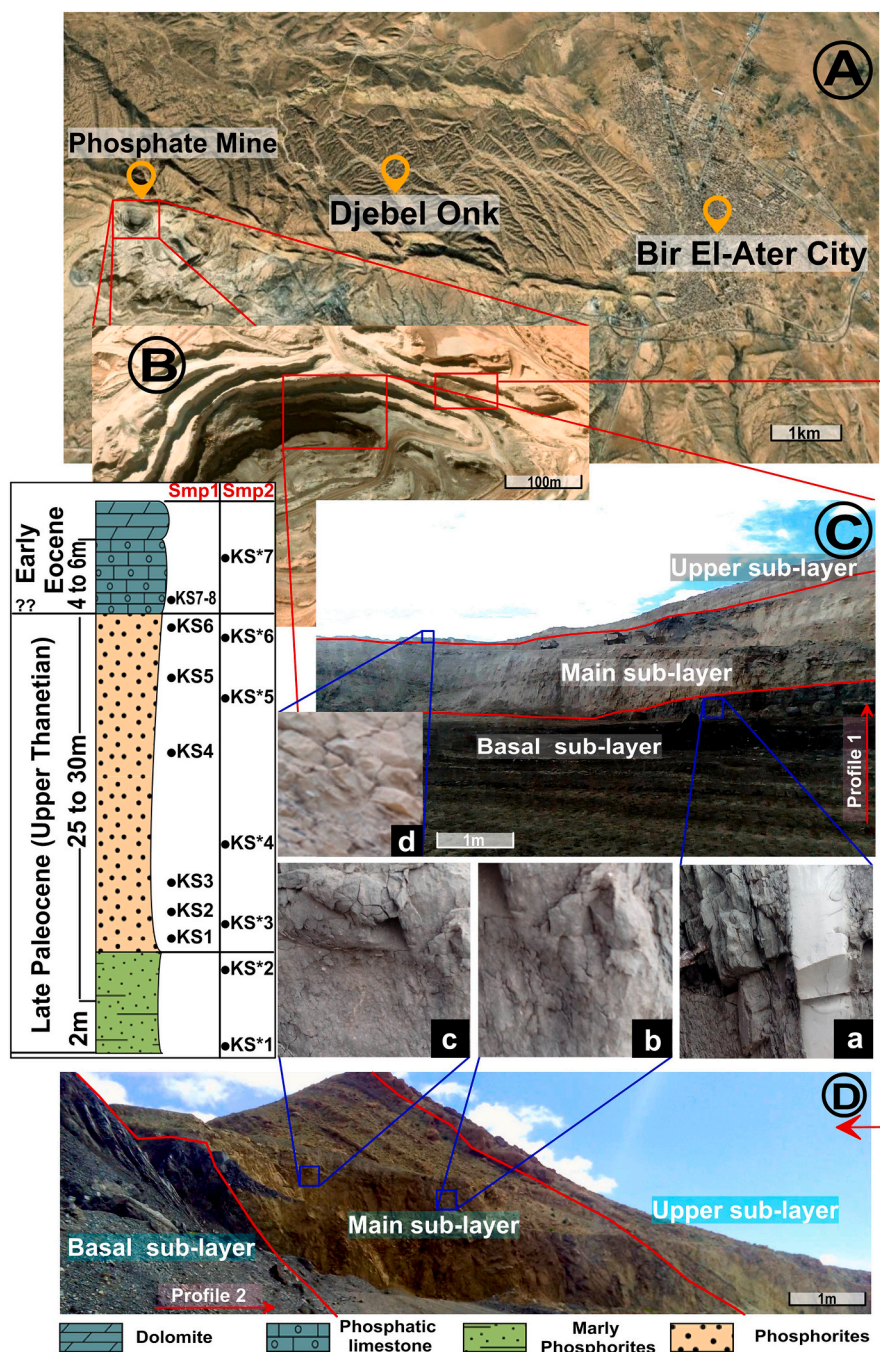 A
Phosphate Mine
Djebel Onk
Bir El-Ater City
1km
B
100m
Smp1
Smp2
Early
Eocene
4 to 6m
??
KS*7
KS7-8
Late Paleocene (Upper Thanetian)
25 to 30m
2m
KS6
KS*6
KS5
KS*5
KS4
KS*4
KS3
KS2
KS*3
KS1
KS*2
KS*1
C
Upper sub-layer
Main sub-layer
Basal sub-layer
Profile 1
1m
d
c
b
a
D
Upper sub-layer
Main sub-layer
Basal sub-layer
Profile 2
1m
Dolomite
Phosphatic
limestone
Marly
Phosphorites
Phosphorites